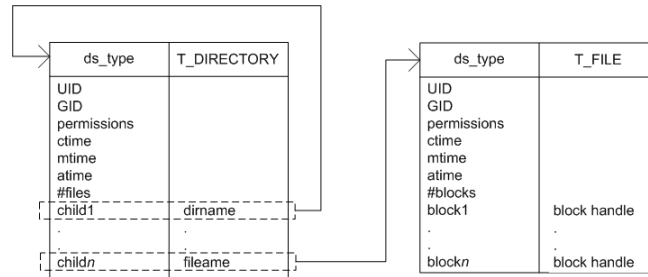 ds_type T_DIRECTORY
UID
GID
permissions
ctime
mtime
atime
#files
child1 dirname
. .
. .
childn fileame
ds_type T_FILE
UID
GID
permissions
ctime
mtime
atime
#blocks
block1 block handle
. .
. .
blockn block handle